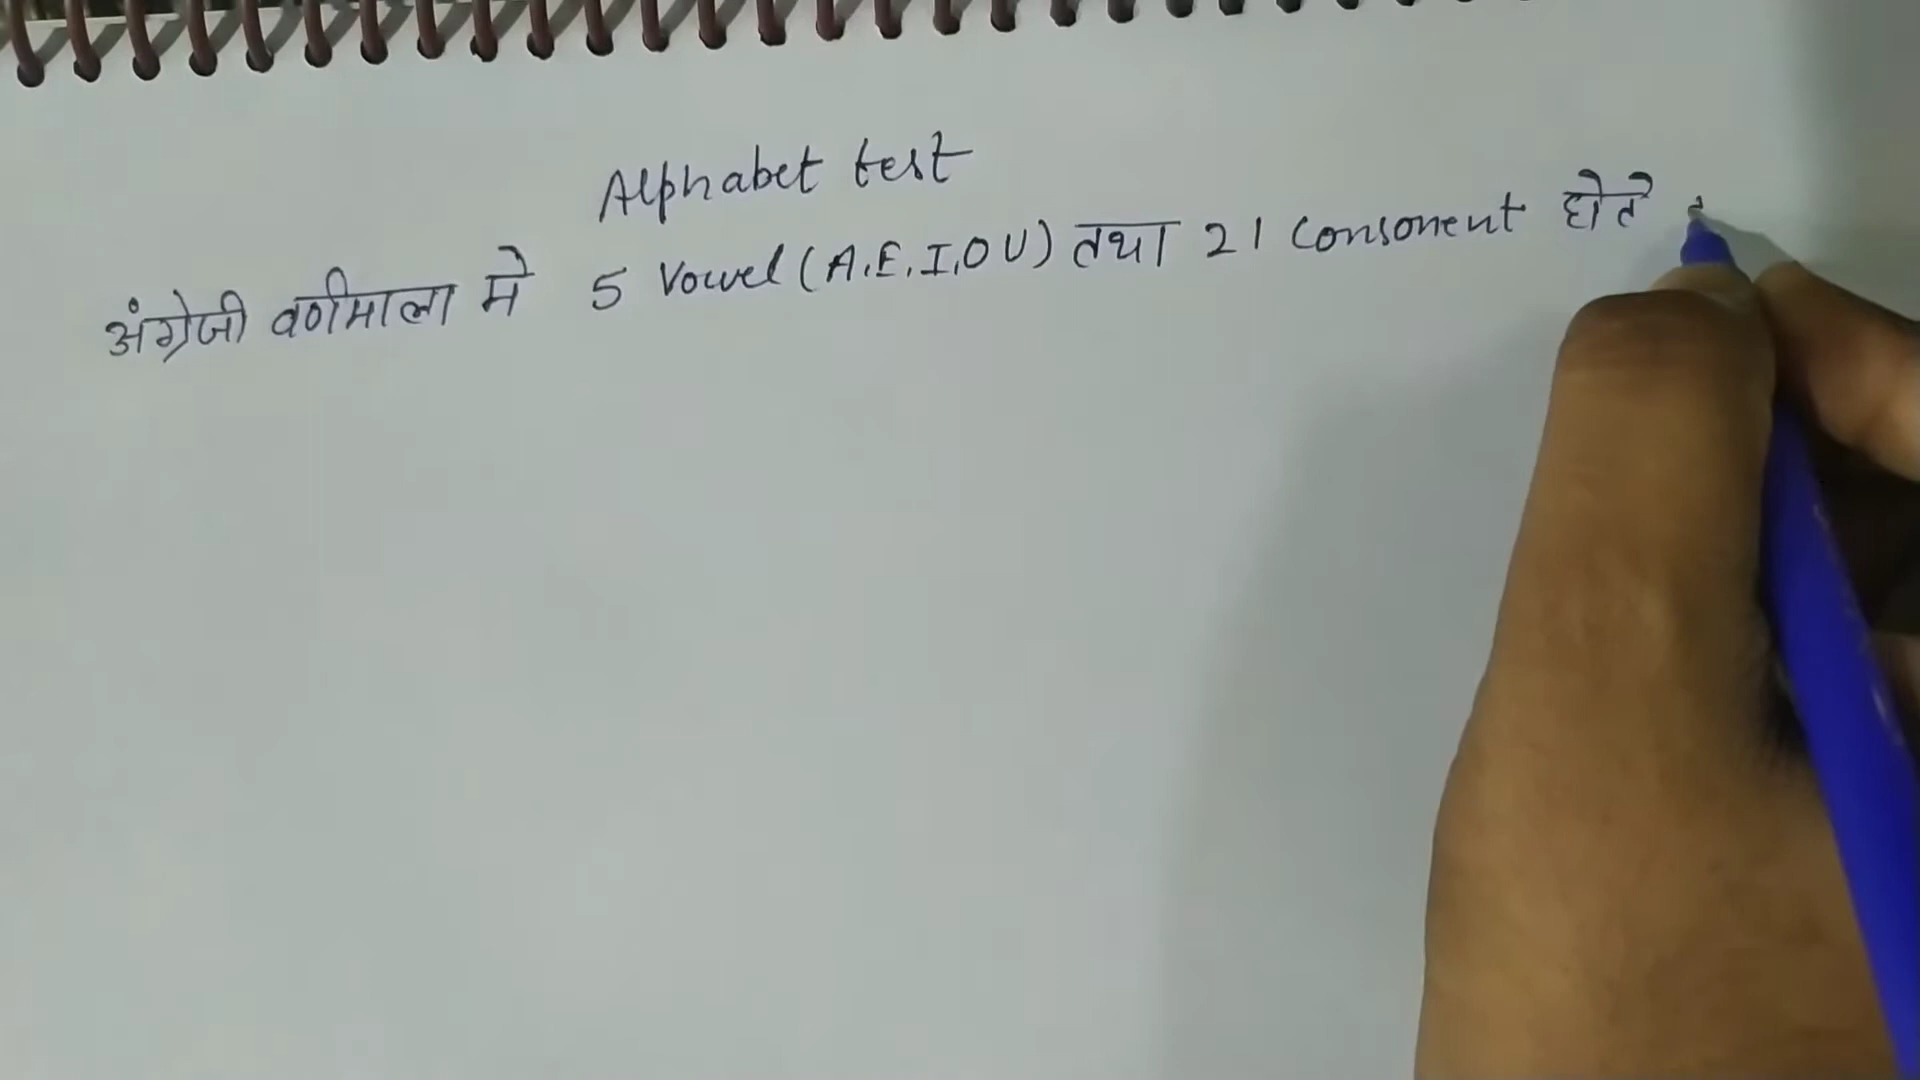 Alphabet test
अंग्रेजी वर्णमाला मे 5 Vowel (A.E.I.O U) तथा 21 Consonent होते